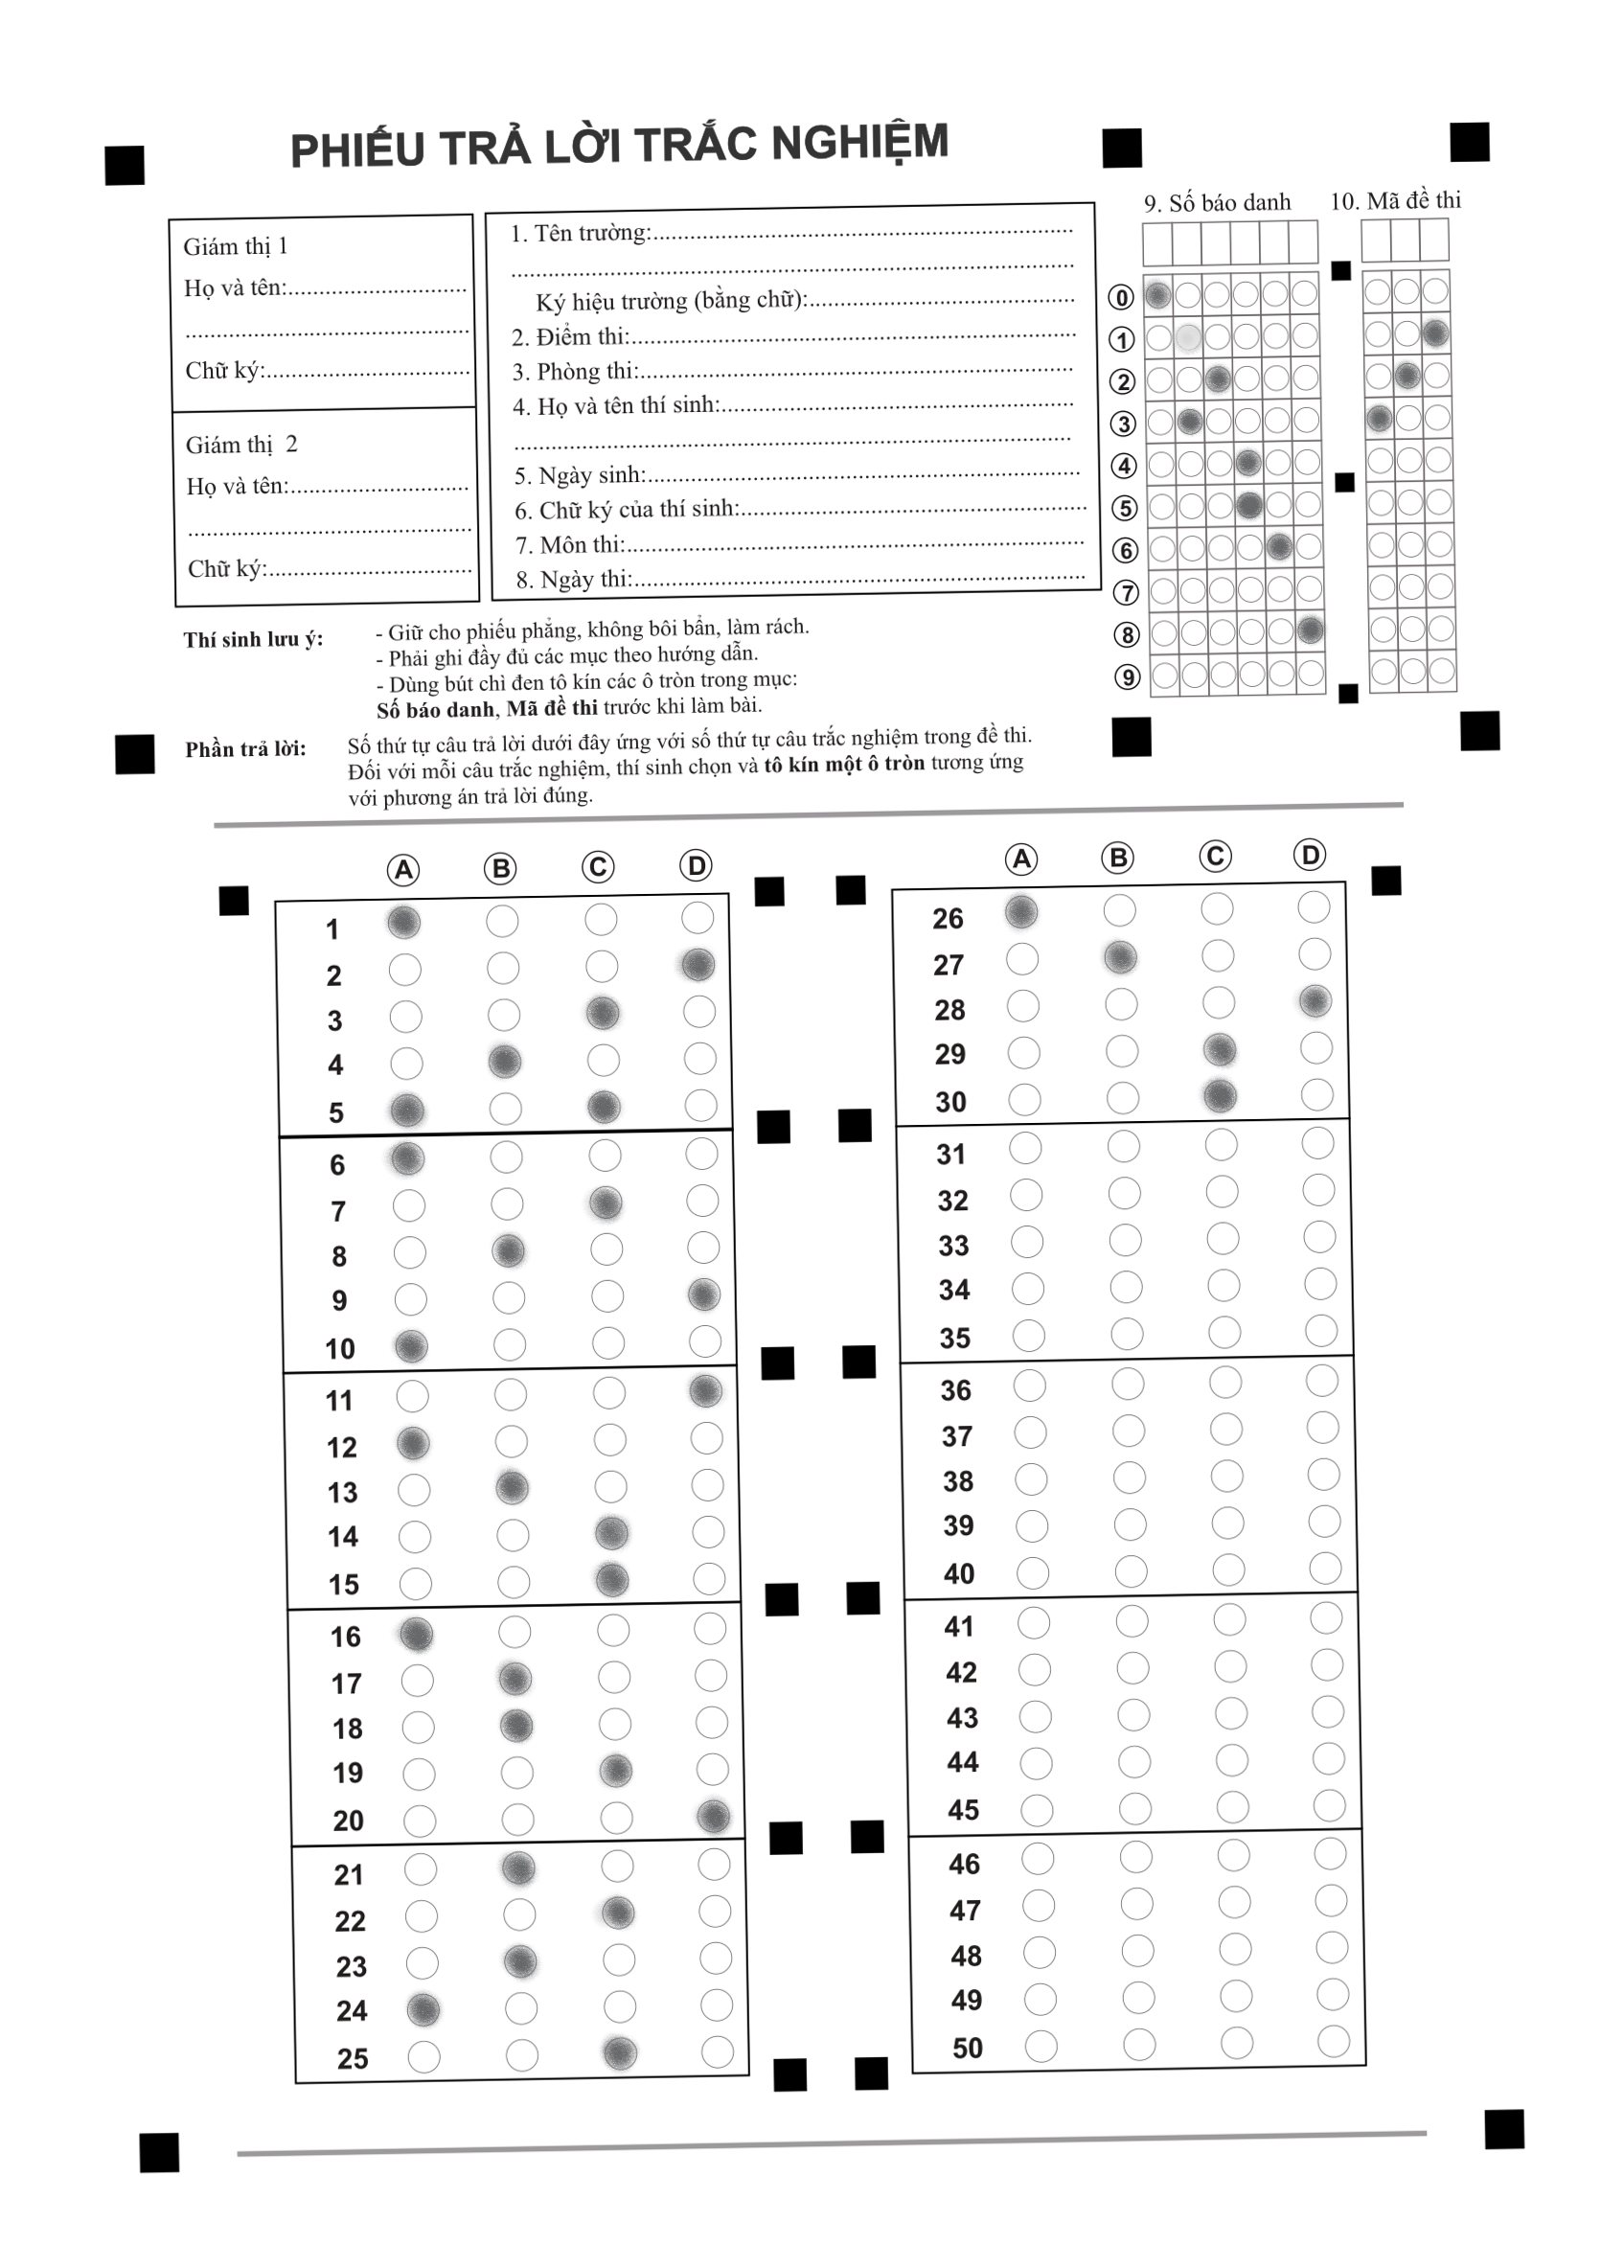 PHIẾU TRẢ LỜI TRẮC NGHIỆM
Giám thị 1
Họ và tên:.............................
..............................................
Chữ ký:.................................
Giám thị  2
Họ và tên:.............................
..............................................
Chữ ký:.................................
1. Tên trường:....................................................................
...........................................................................................
Ký hiệu trường (bằng chữ):...........................................
2. Điểm thi:........................................................................
3. Phòng thi:......................................................................
4. Họ và tên thí sinh:.........................................................
..........................................................................................
5. Ngày sinh:......................................................................
6. Chữ ký của thí sinh:........................................................
7. Môn thi:..........................................................................
8. Ngày thi:.........................................................................
9. Số báo danh
10. Mã đề thi
0
1
2
3
4
5
6
7
8
9
Thí sinh lưu ý:
- Giữ cho phiếu phẳng, không bôi bẩn, làm rách.
- Phải ghi đầy đủ các mục theo hướng dẫn.
- Dùng bút chì đen tô kín các ô tròn trong mục:
Số báo danh, Mã đề thi trước khi làm bài.
Phần trả lời:
Số thứ tự câu trả lời dưới đây ứng với số thứ tự câu trắc nghiệm trong đề thi.
Đối với mỗi câu trắc nghiệm, thí sinh chọn và tô kín một ô tròn tương ứng
với phương án trả lời đúng.
A B C D
1
2
3
4
5
6
7
8
9
10
11
12
13
14
15
16
17
18
19
20
21
22
23
24
25
A B C D
26
27
28
29
30
31
32
33
34
35
36
37
38
39
40
41
42
43
44
45
46
47
48
49
50